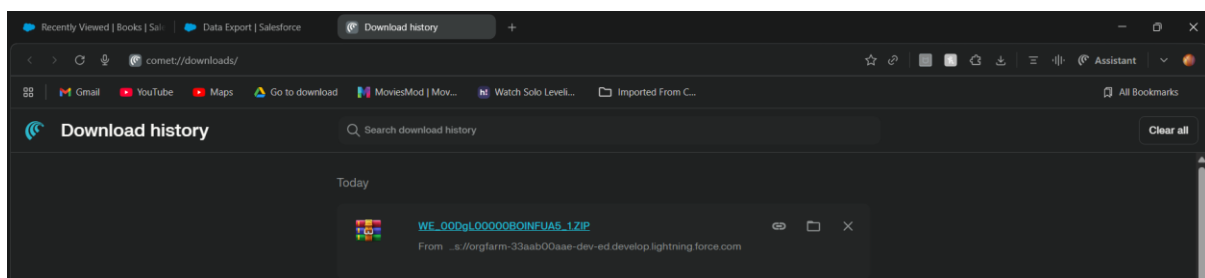 Recently Viewed | Books | Sale
Data Export | Salesforce
Download history
comet://downloads/
Assistant
Gmail
YouTube
Maps
Go to download
MoviesMod | Mov...
Watch Solo Leveli...
Imported From C...
All Bookmarks
Download history
Search download history
Clear all
Today
WE_00DgL00000BOINFUA5_1.ZIP
From ...s://orgfarm-33aab00aae-dev-ed.develop.lightning.force.com